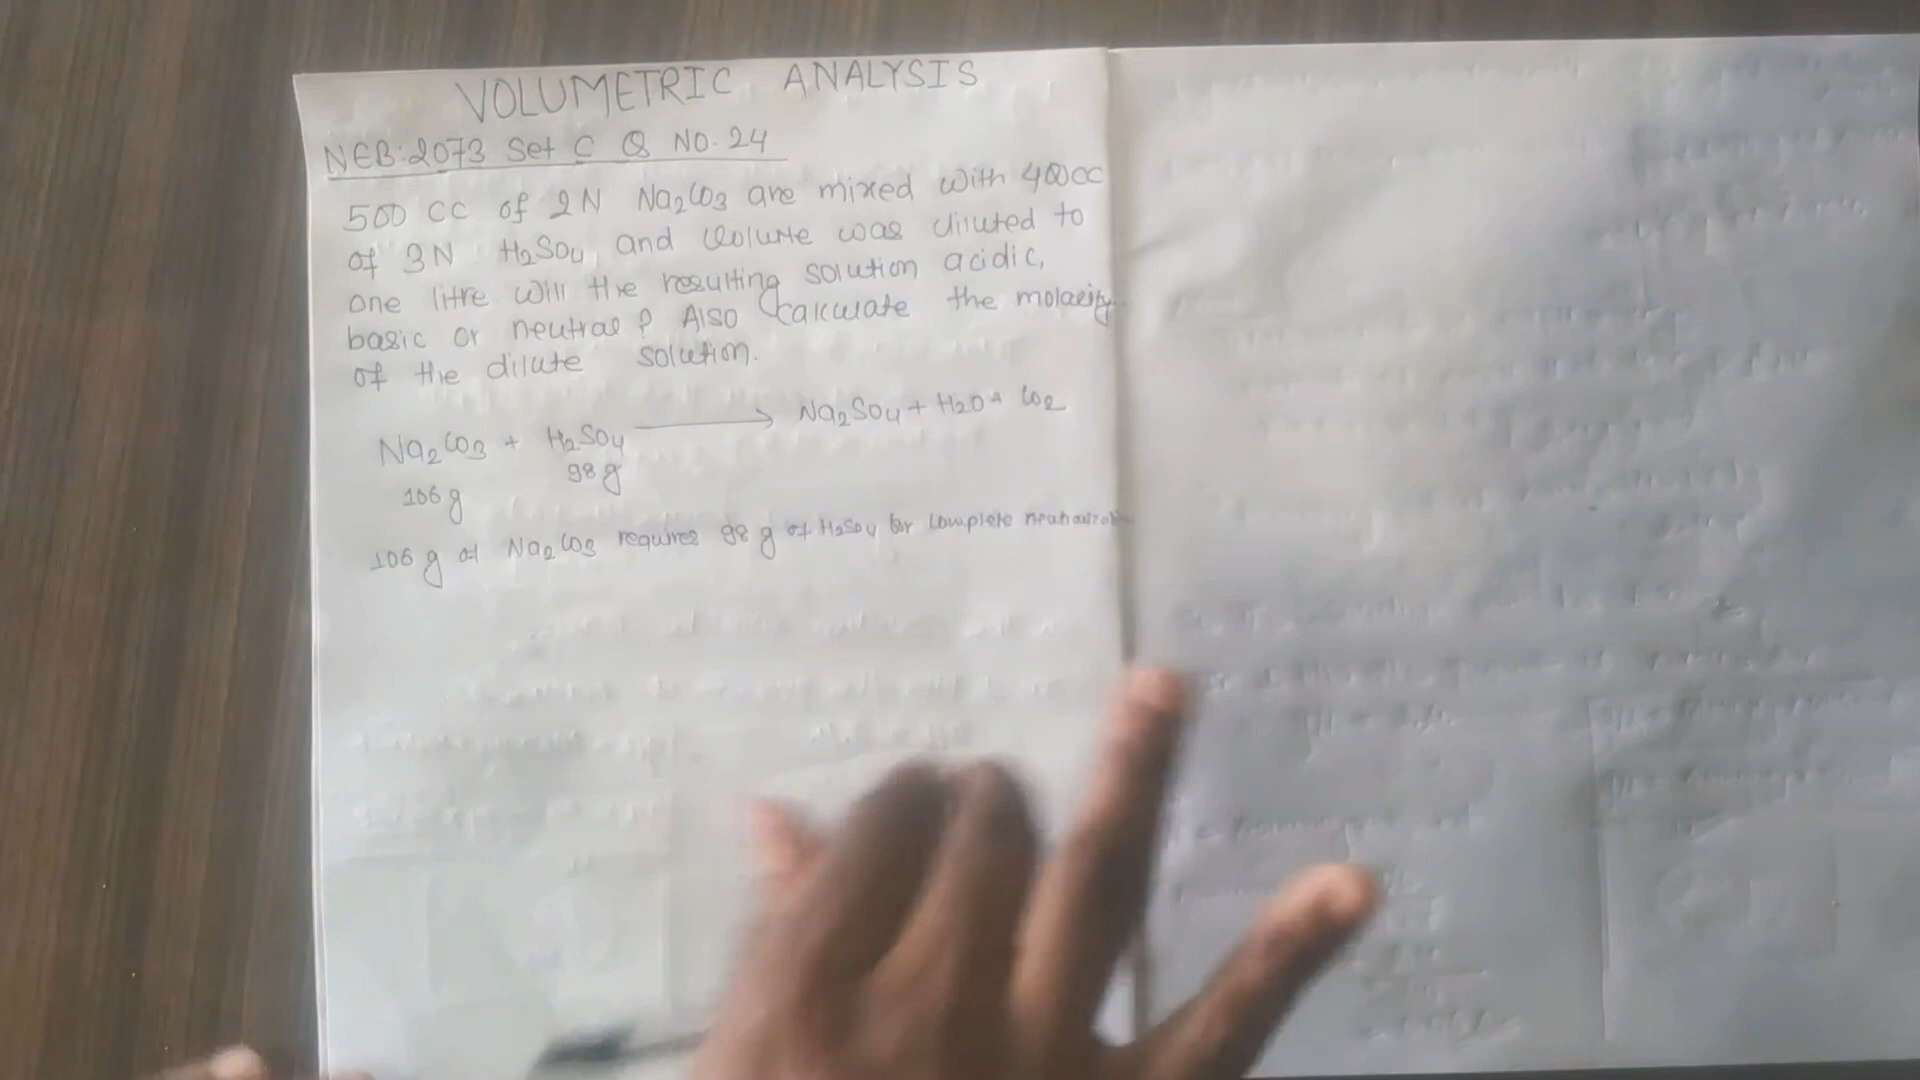 VOLUMETRIC ANALYSIS
NEB:2073 Set C Q NO. 24
500 CC of 2N Na2CO3 are mixed with 400CC
of 3N H2SO4 and volume was diluted to
one litre will the resulting solution acidic,
basic or neutral? Also calculate the molarity
of the dilute solution.
Na2CO3 + H2SO4 → Na2SO4 + H2O + CO2
106 g 98 g
106 g of Na2CO3 requires 98 g of H2SO4 for complete